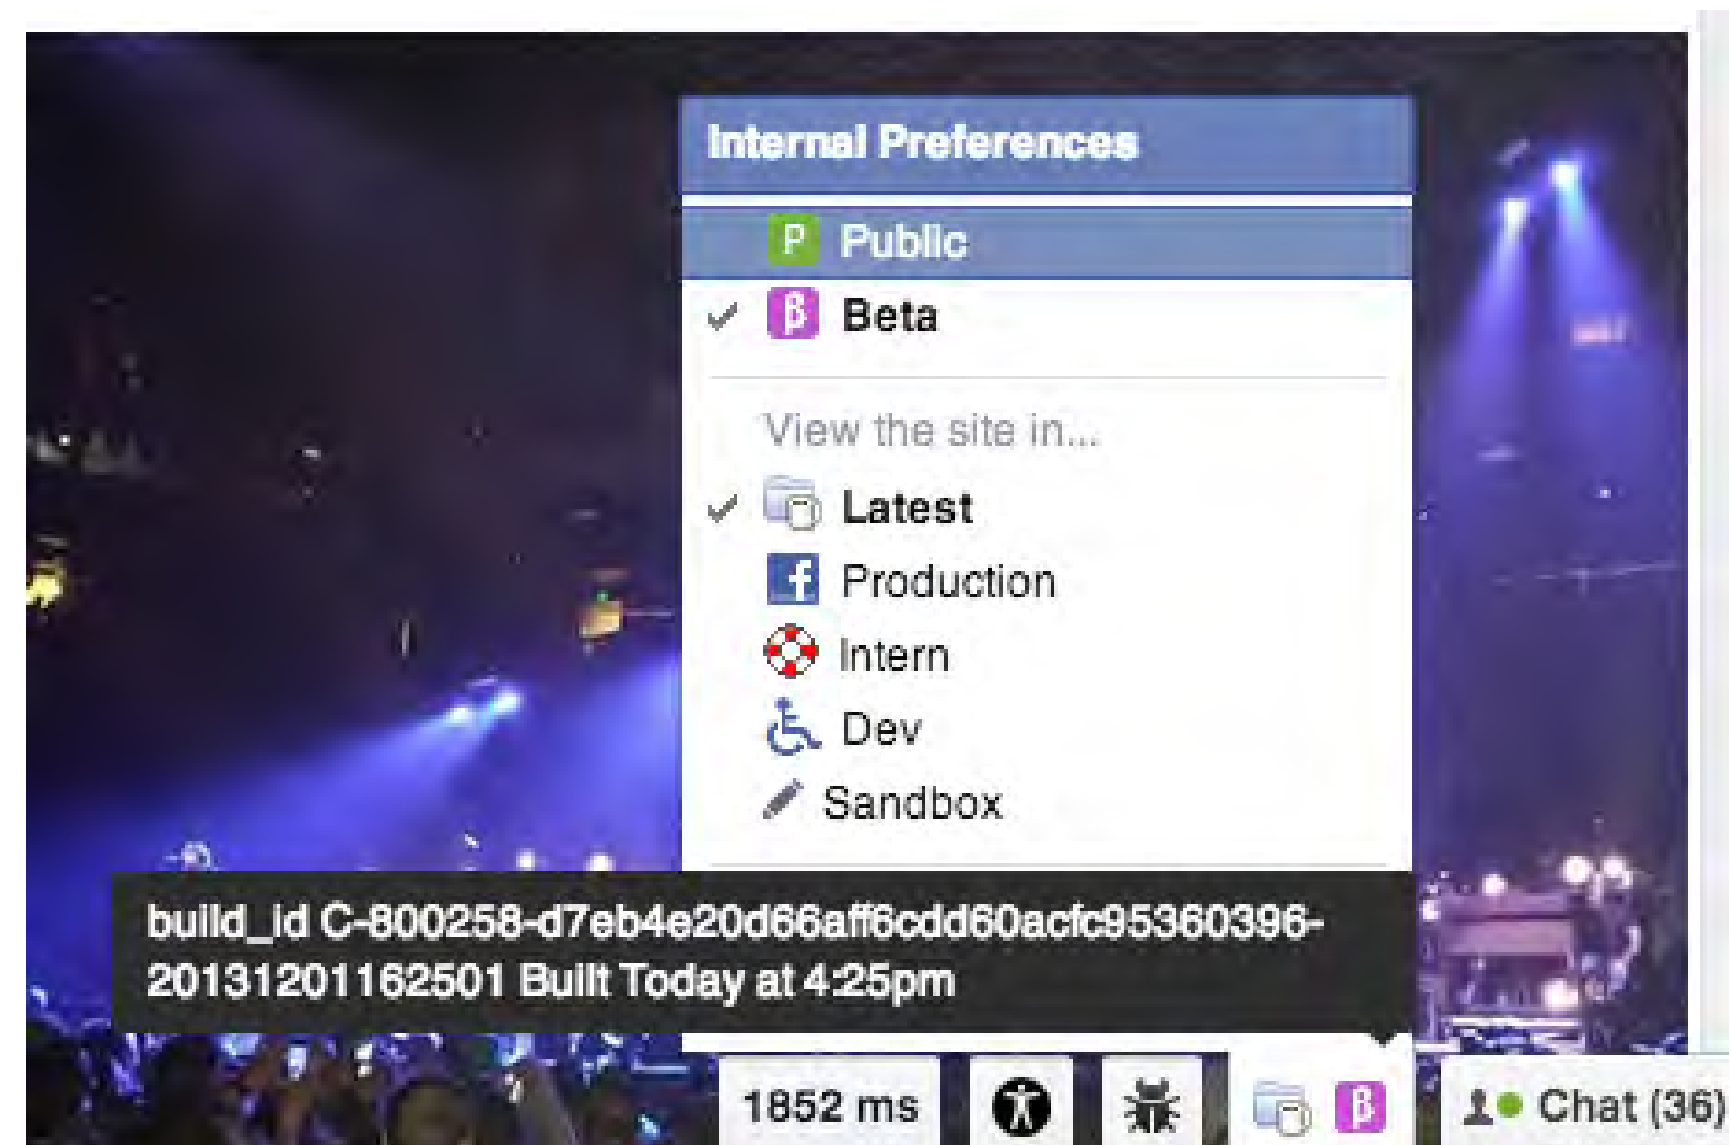 Internal Preferences
P Public
β Beta
View the site in...
Latest
f Production
Intern
Dev
Sandbox
build_id C-800258-d7eb4e20d66aff6cdd60acfc95360396-
20131201162501 Built Today at 4:25pm
1852 ms β Chat (36)